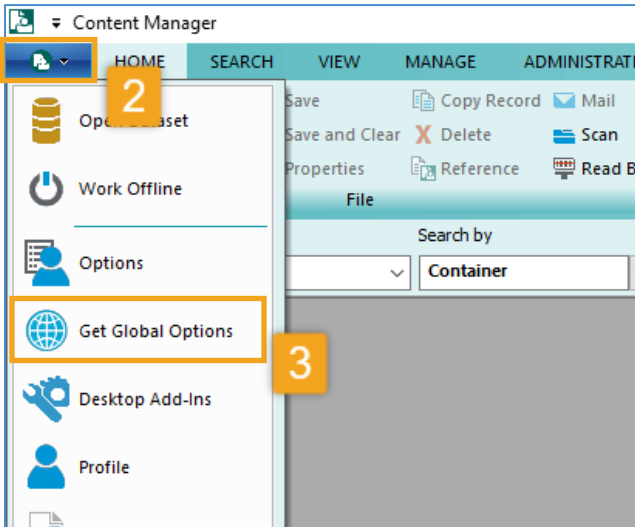 Content Manager
HOME SEARCH VIEW MANAGE ADMINISTRATI
2
Open Dataset
Save Copy Record Mail
Save and Clear Delete Scan
Work Offline
Properties Reference Read B
File
Search by
Options
Container
Get Global Options
3
Desktop Add-Ins
Profile